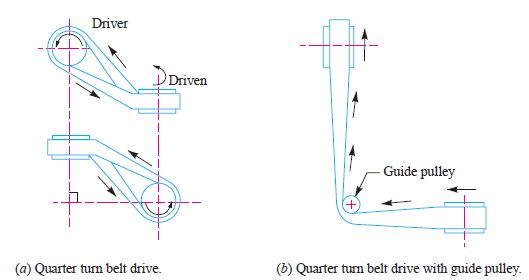 Driver
Driven
Guide pulley
(a) Quarter turn belt drive.
(b) Quarter turn belt drive with guide pulley.